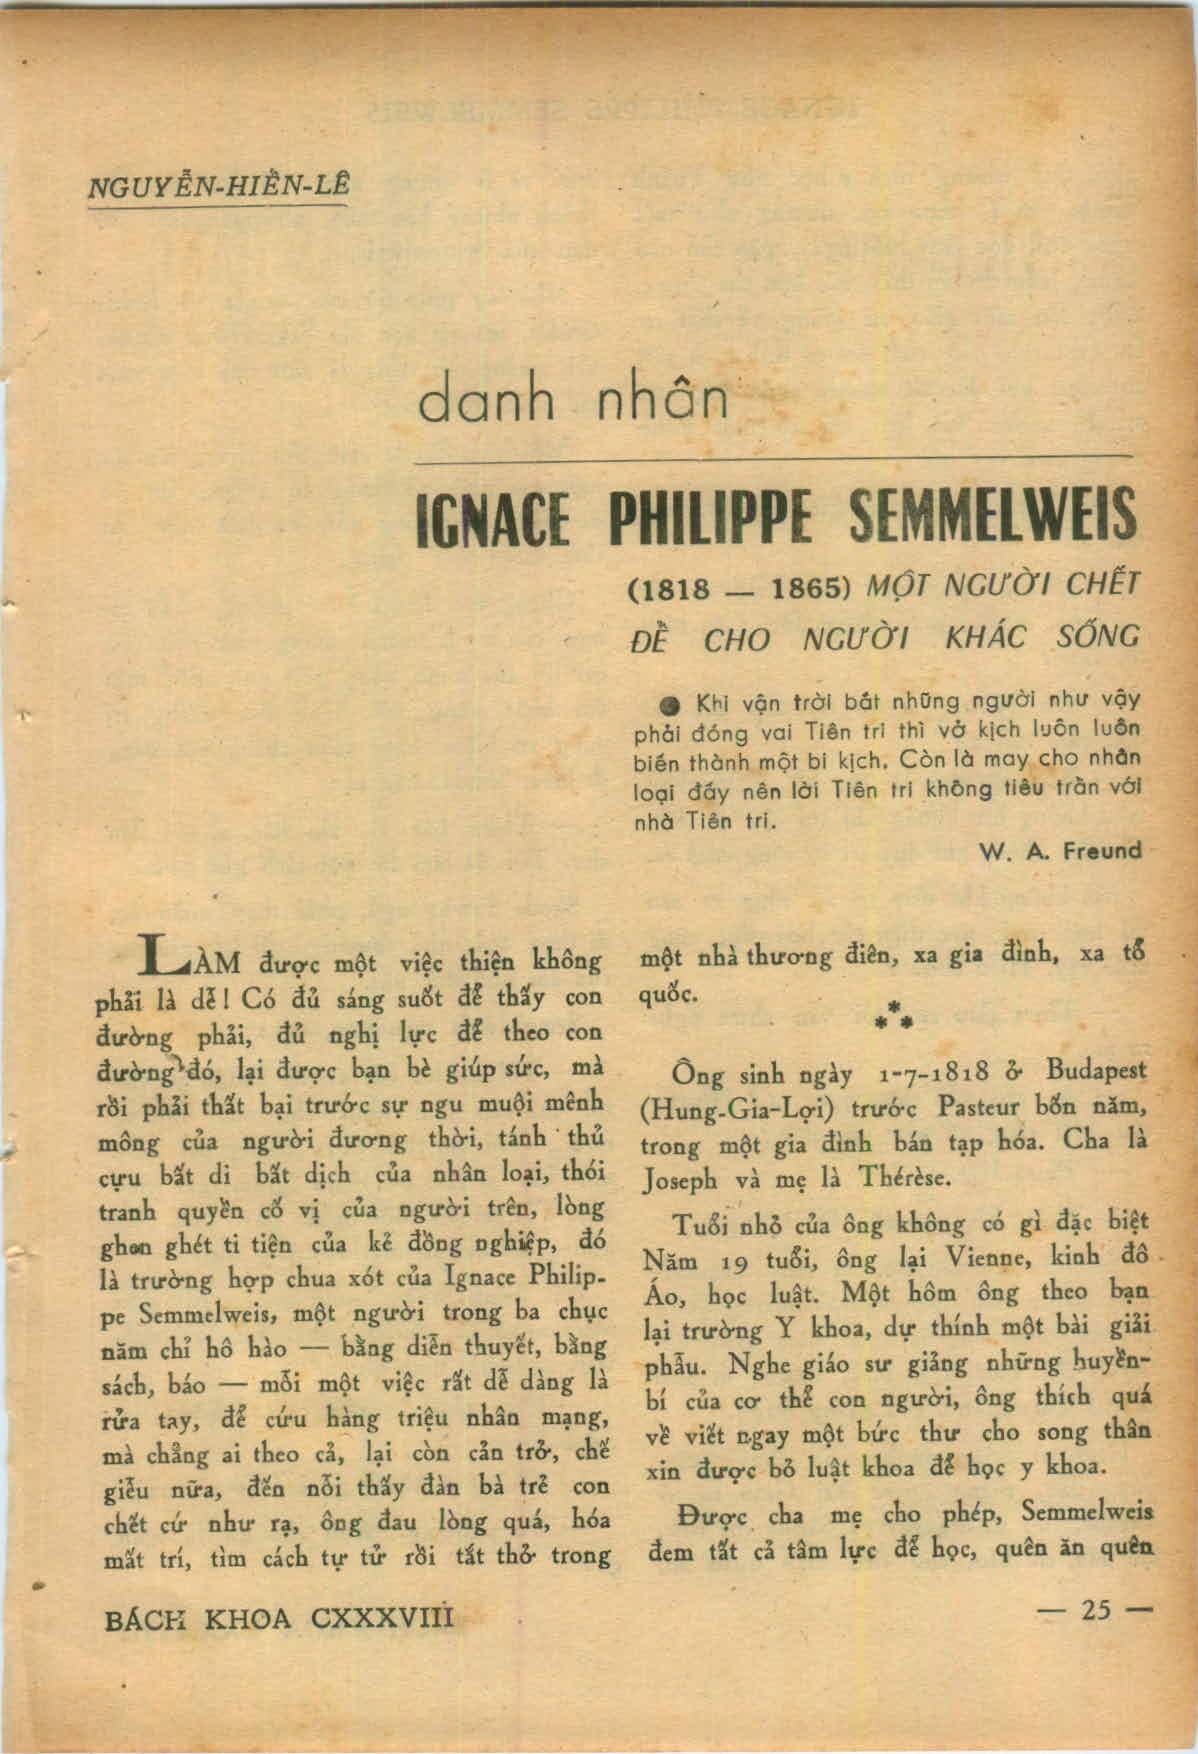 NGUYỄN-HIẾN-LÊ
danh nhân
IGNACE PHILIPPE SEMMELWEIS
(1818 — 1865) MỘT NGƯỜI CHẾT
ĐỂ CHO NGƯỜI KHÁC SỐNG
● Khi vận trời bắt những người như vậy
phải đóng vai Tiên tri thì vở kịch luôn luôn
biến thành một bi kịch. Còn là may cho nhân
loại đấy nên lời Tiên tri không tiêu trần với
nhà Tiên tri.
W. A. Freund
LÀM được một việc thiện không
phải là dễ! Có đủ sáng suốt để thấy con
đường phải, đủ nghị lực để theo con
đường đó, lại được bạn bè giúp sức, mà
rồi phải thất bại trước sự ngu muội mênh
mông của người đương thời, tánh thủ
cựu bất di bất dịch của nhân loại, thói
tranh quyền cố vị của người trên, lòng
ghen ghét ti tiện của kẻ đồng nghiệp, đó
là trường hợp chua xót của Ignace Philip-
pe Semmelweis, một người trong ba chục
năm chỉ hô hào — bằng diễn thuyết, bằng
sách, báo — mỗi một việc rất dễ dàng là
rửa tay, để cứu hàng triệu nhân mạng,
mà chẳng ai theo cả, lại còn cản trở, chế
giễu nữa, đến nỗi thấy đàn bà trẻ con
chết cứ như rạ, ông đau lòng quá, hóa
mất trí, tìm cách tự tử rồi tắt thở trong
một nhà thương điên, xa gia đình, xa tổ
quốc.
* * *
Ông sinh ngày 1-7-1818 ở Budapest
(Hung-Gia-Lợi) trước Pasteur bốn năm,
trong một gia đình bán tạp hóa. Cha là
Joseph và mẹ là Thérèse.
Tuổi nhỏ của ông không có gì đặc biệt
Năm 19 tuổi, ông lại Vienne, kinh đô
Áo, học luật. Một hôm ông theo bạn
lại trường Y khoa, dự thính một bài giải
phẫu. Nghe giáo sư giảng những huyền-
bí của cơ thể con người, ông thích quá
về viết ngay một bức thư cho song thân
xin được bỏ luật khoa để học y khoa.
Được cha mẹ cho phép, Semmelweis
đem tất cả tâm lực để học, quên ăn quên
BÁCH KHOA CXXXVIII
— 25 —